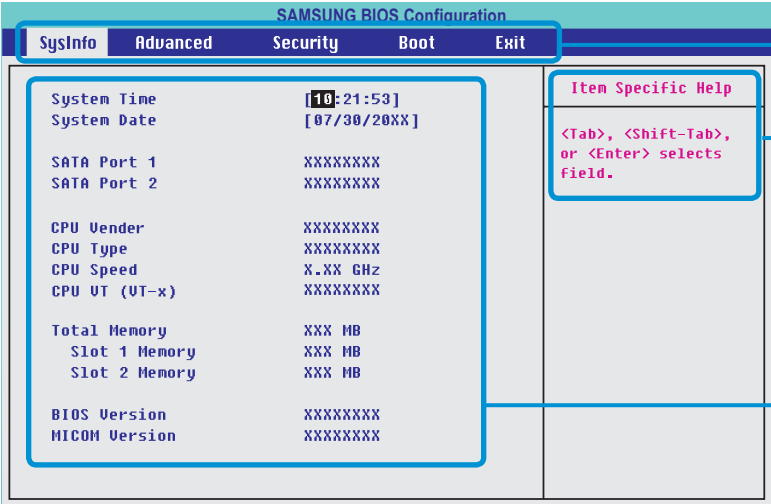 SAMSUNG BIOS Configuration
SysInfo Advanced Security Boot Exit
System Time [10:21:53]
System Date [07/30/20XX]
SATA Port 1 XXXXXXXX
SATA Port 2 XXXXXXXX
CPU Vender XXXXXXXX
CPU Type XXXXXXXX
CPU Speed X.XX GHz
CPU VT (VT-x) XXXXXXXX
Total Memory XXX MB
Slot 1 Memory XXX MB
Slot 2 Memory XXX MB
BIOS Version XXXXXXXX
MICOM Version XXXXXXXX
Item Specific Help
<Tab>, <Shift-Tab>,
or <Enter> selects
field.